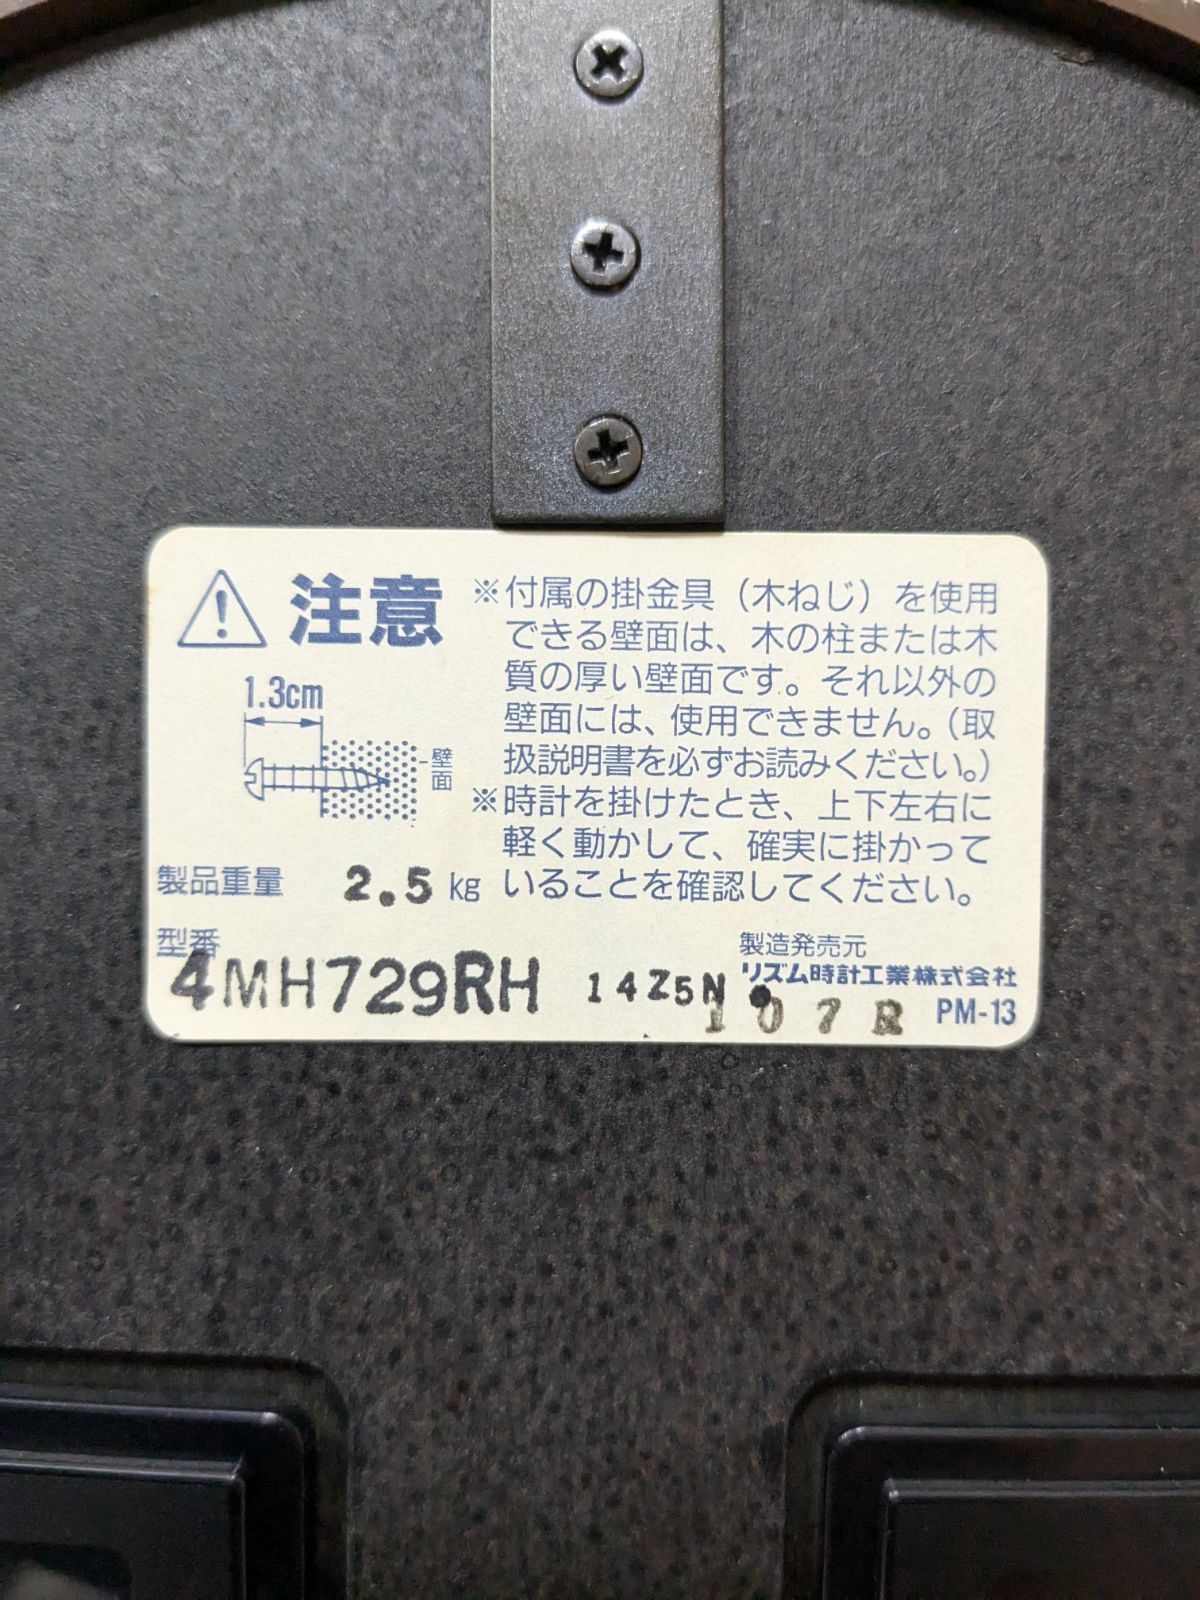 注意
1.3cm
壁面
※付属の掛金具(木ねじ)を使用
できる壁面は、木の柱または木
質の厚い壁面です。それ以外の
壁面には、使用できません。(取
扱説明書を必ずお読みください。)
※時計を掛けたとき、上下左右に
軽く動かして、確実に掛かって
いることを確認してください。
製品重量 2.5 kg
型番
4MH729RH 14Z5N
製造発売元
リズム時計工業株式会社
107R PM-13